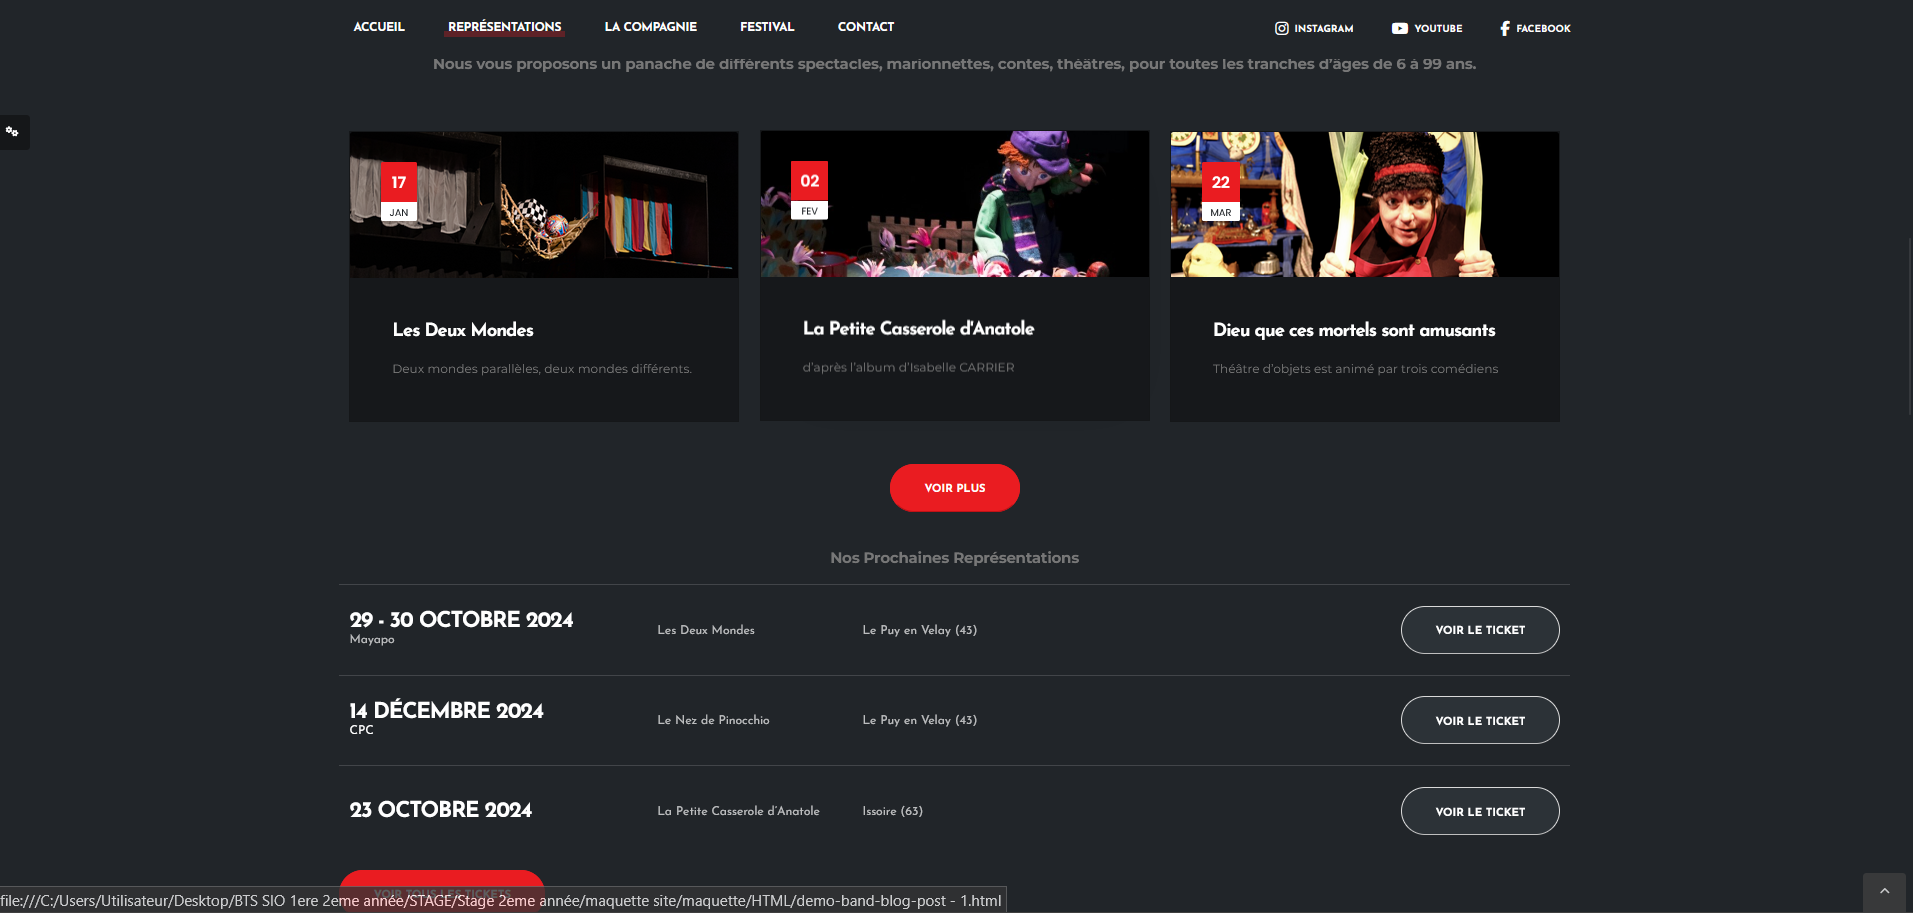 ACCUEIL REPRÉSENTATIONS LA COMPAGNIE FESTIVAL CONTACT INSTAGRAM YOUTUBE FACEBOOK
Nous vous proposons un panache de différents spectacles, marionnettes, contes, théâtres, pour toutes les tranches d'âges de 6 à 99 ans.
17
JAN
Les Deux Mondes
Deux mondes parallèles, deux mondes différents.
02
FEV
La Petite Casserole d'Anatole
d'après l'album d'Isabelle CARRIER
22
MAR
Dieu que ces mortels sont amusants
Théâtre d'objets est animé par trois comédiens
VOIR PLUS
Nos Prochaines Représentations
29 - 30 OCTOBRE 2024
Mayapo
Les Deux Mondes
Le Puy en Velay (43)
VOIR LE TICKET
14 DÉCEMBRE 2024
CPC
Le Nez de Pinocchio
Le Puy en Velay (43)
VOIR LE TICKET
23 OCTOBRE 2024
La Petite Casserole d'Anatole
Issoire (63)
VOIR LE TICKET
VOIR TOUS LES TICKETS
file:///C:/Users/Utilisateur/Desktop/BTS SIO 1ere 2eme année/STAGE/Stage 2eme année/maquette site/maquette/HTML/demo-band-blog-post - 1.html